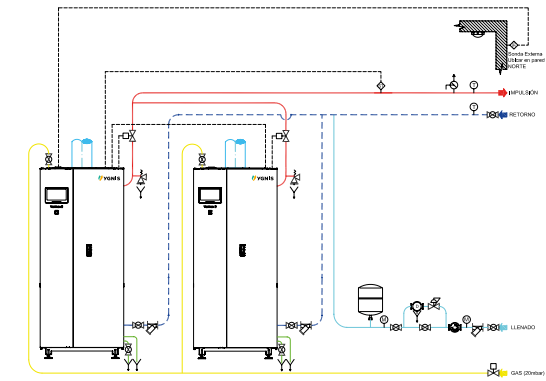 Sonda Externa
Utilizar en pared
NORTE
IMPULSIÓN
T
T
RETORNO
YGNIS
YGNIS
M
M
LLENADO
GAS (20mbar)